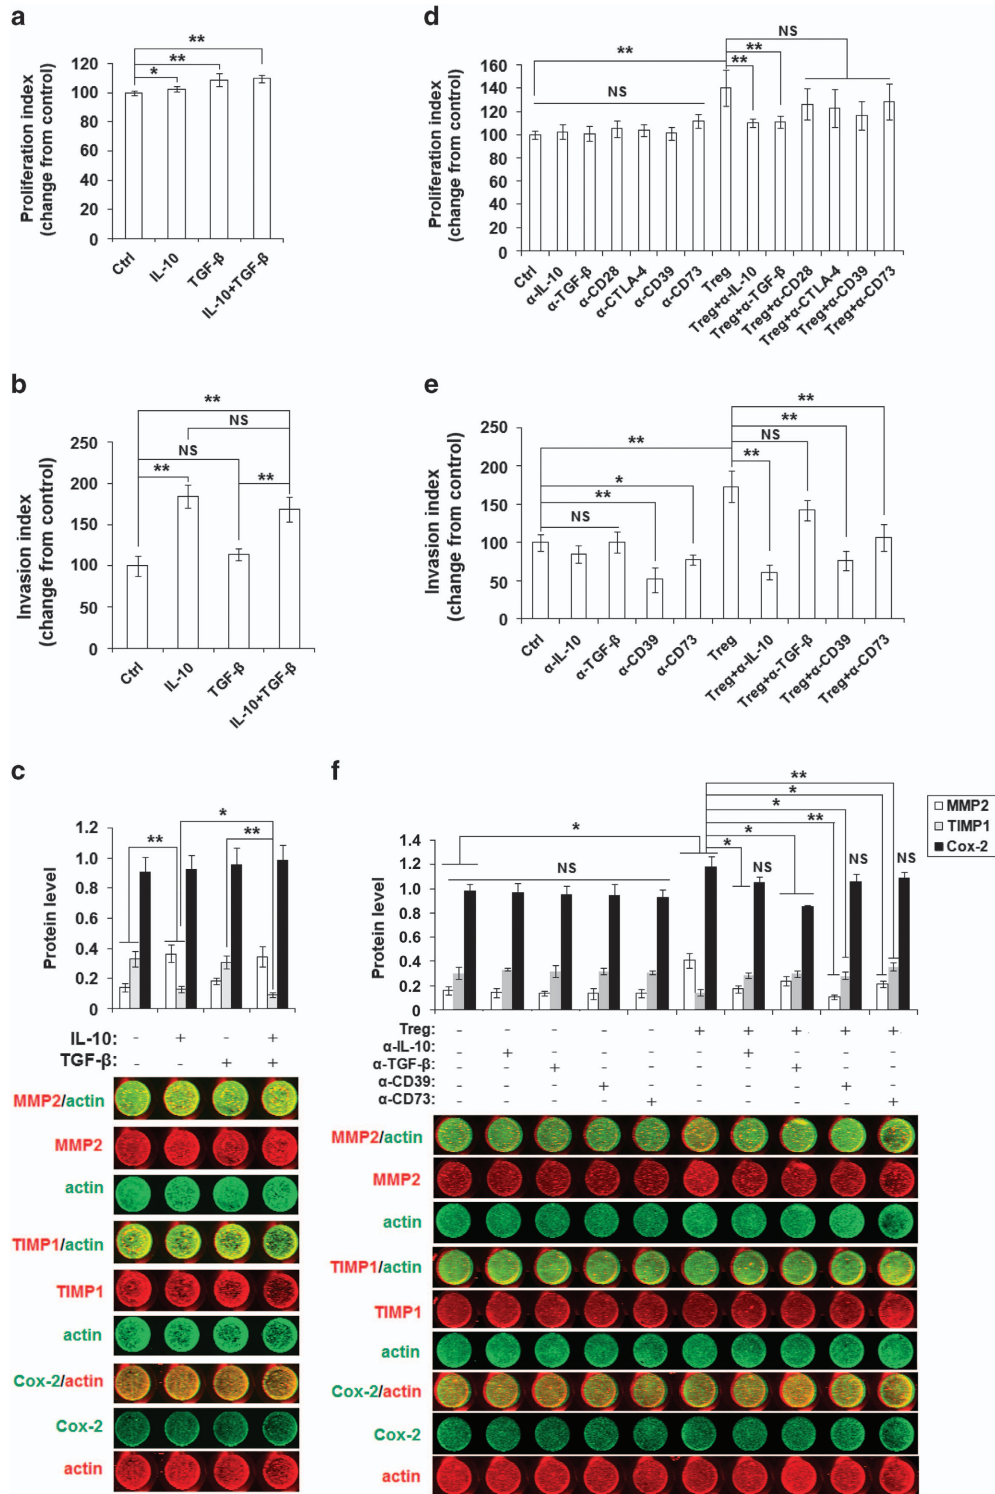 a
**
**
*
120
100
80
60
40
20
0
Proliferation index
(change from control)
Ctrl
IL-10
TGF-β
IL-10+TGF-β
d
NS
**
**
**
NS
160
140
120
100
80
60
40
20
0
Proliferation index
(change from control)
Ctrl
α-IL-10
α-TGF-β
α-CD28
α-CTLA-4
α-CD39
α-CD73
Treg
Treg+α-IL-10
Treg+α-TGF-β
Treg+α-CD28
Treg+α-CTLA-4
Treg+α-CD39
Treg+α-CD73
b
**
NS
NS
**
**
250
200
150
100
50
0
Invasion index
(change from control)
Ctrl
IL-10
TGF-β
IL-10+TGF-β
e
**
**
NS
**
**
*
**
NS
250
200
150
100
50
0
Invasion index
(change from control)
Ctrl
α-IL-10
α-TGF-β
α-CD39
α-CD73
Treg
Treg+α-IL-10
Treg+α-TGF-β
Treg+α-CD39
Treg+α-CD73
c
*
**
**
1.2
1.0
0.8
0.6
0.4
0.2
0
Protein level
IL-10: - + - +
TGF-β: - - + +
MMP2/actin
MMP2
actin
TIMP1/actin
TIMP1
actin
Cox-2/actin
Cox-2
actin
f
**
*
*
**
*
*
*
NS
NS
NS
NS
MMP2
TIMP1
Cox-2
1.4
1.2
1.0
0.8
0.6
0.4
0.2
0
Protein level
Treg: - - - - - + + + + +
α-IL-10: - + - - - - + - - -
α-TGF-β: - - + - - - - + - -
α-CD39: - - - + - - - - + -
α-CD73: - - - - + - - - - +
MMP2/actin
MMP2
actin
TIMP1/actin
TIMP1
actin
Cox-2/actin
Cox-2
actin